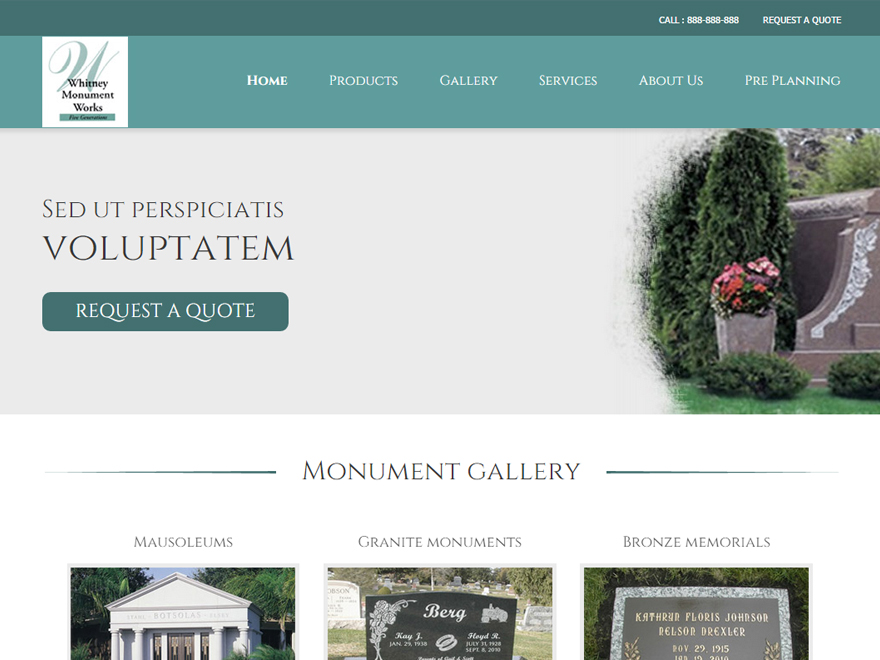 CALL : 888-888-888 REQUEST A QUOTE
Whitney
Monument
Works
Five Generations
HOME PRODUCTS GALLERY SERVICES ABOUT US PRE PLANNING
SED UT PERSPICIATIS
VOLUPTATEM
REQUEST A QUOTE
MONUMENT GALLERY
MAUSOLEUMS GRANITE MONUMENTS BRONZE MEMORIALS
BOTSOLAS
Berg
Kay J. Floyd R.
JAN. 29, 1938 JULY 31, 1928
SEPT. 8, 2010
KATHRYN FLORIS JOHNSON
NELSON DREXLER
NOV 29 1915